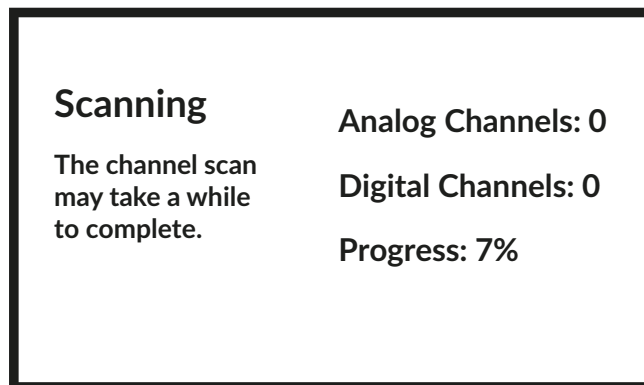 Scanning
The channel scan
may take a while
to complete.
Analog Channels: 0
Digital Channels: 0
Progress: 7%